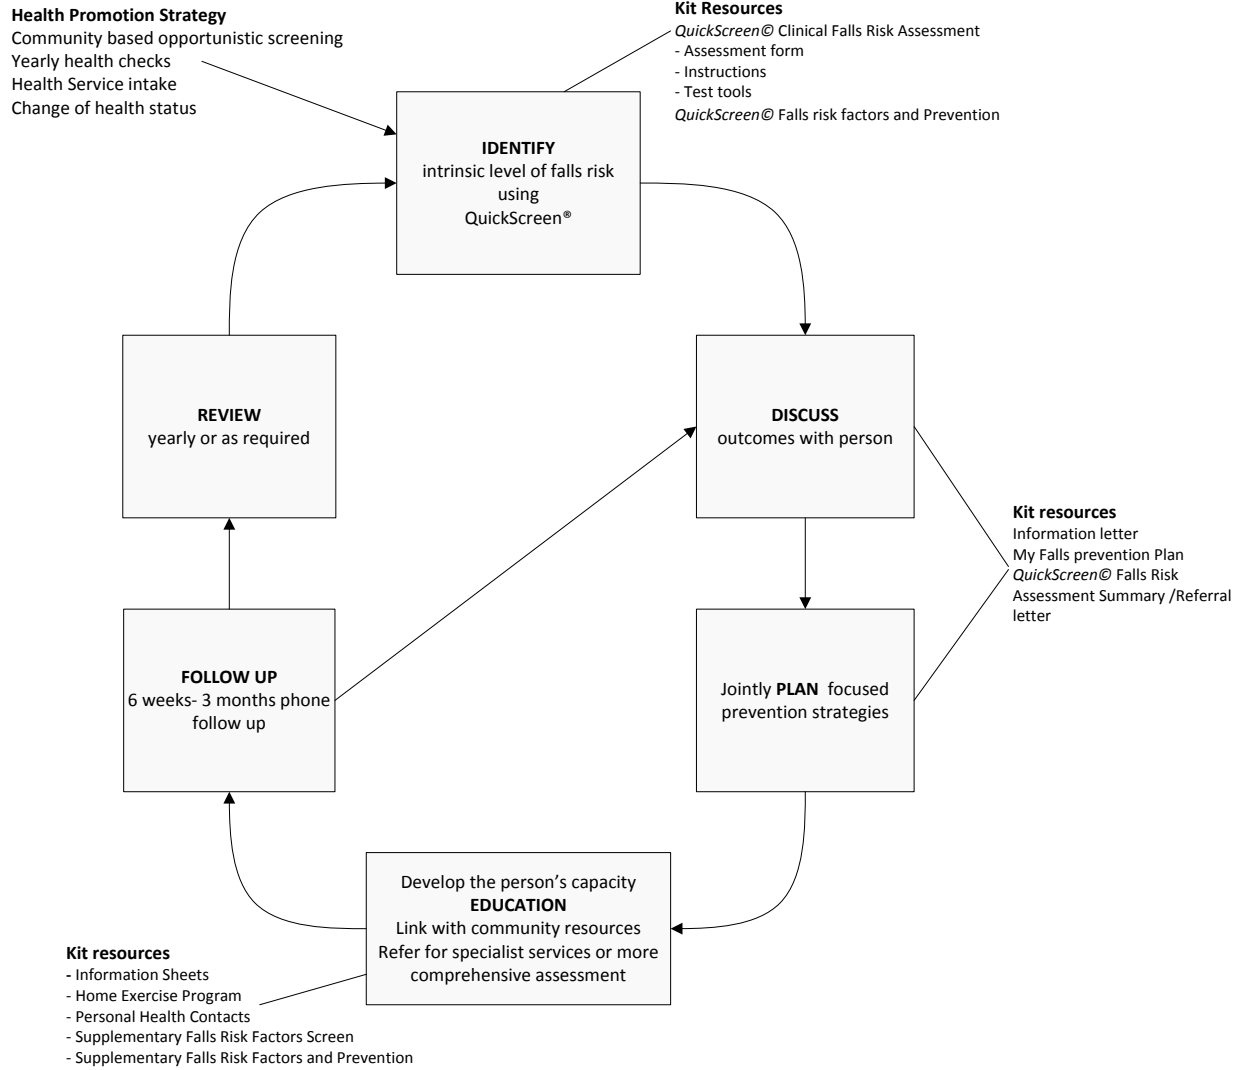 Health Promotion Strategy
Community based opportunistic screening
Yearly health checks
Health Service intake
Change of health status
Kit Resources
QuickScreen© Clinical Falls Risk Assessment
- Assessment form
- Instructions
- Test tools
QuickScreen© Falls risk factors and Prevention
IDENTIFY
intrinsic level of falls risk
using
QuickScreen®
REVIEW
yearly or as required
DISCUSS
outcomes with person
Kit resources
Information letter
My Falls prevention Plan
QuickScreen© Falls Risk
Assessment Summary /Referral
letter
FOLLOW UP
6 weeks- 3 months phone
follow up
Jointly PLAN focused
prevention strategies
Develop the person’s capacity
EDUCATION
Link with community resources
Refer for specialist services or more
comprehensive assessment
Kit resources
- Information Sheets
- Home Exercise Program
- Personal Health Contacts
- Supplementary Falls Risk Factors Screen
- Supplementary Falls Risk Factors and Prevention